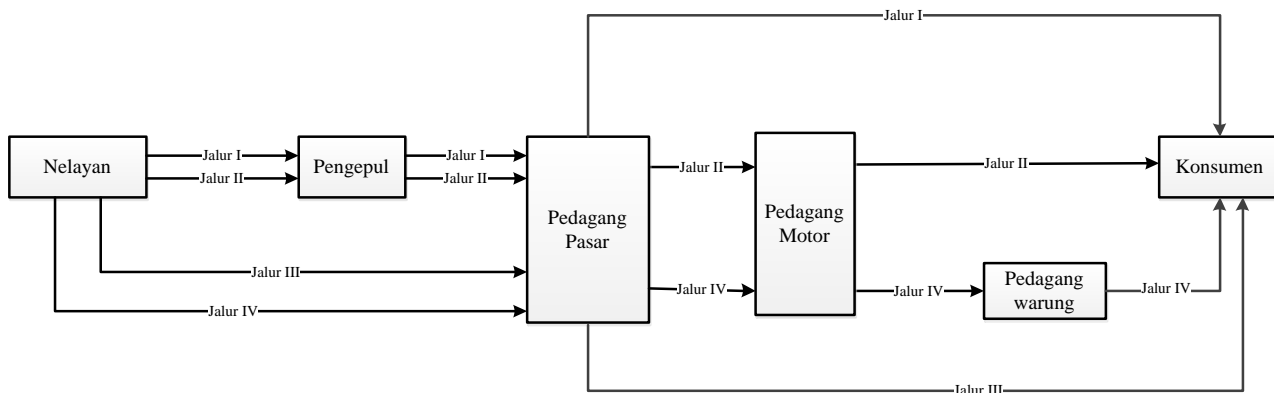 Jalur I
Nelayan
Jalur I
Jalur II
Pengepul
Jalur I
Jalur II
Jalur III
Jalur IV
Pedagang
Pasar
Jalur II
Jalur IV
Pedagang
Motor
Jalur II
Jalur IV
Pedagang
warung
Jalur IV
Konsumen
Jalur III